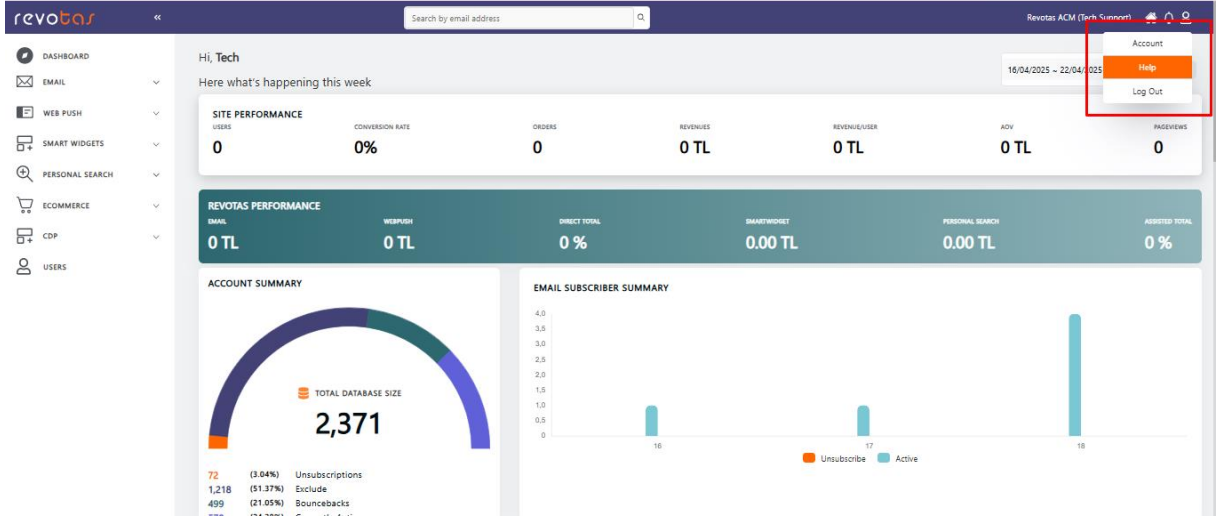 revotas
«
Search by email address
Revotas ACM (Tech Support)
Account
Help
Log Out
DASHBOARD
EMAIL
WEB PUSH
SMART WIDGETS
PERSONAL SEARCH
ECOMMERCE
CDP
USERS
Hi, Tech
Here what's happening this week
16/04/2025 ~ 22/04/2025
SITE PERFORMANCE
USERS CONVERSION RATE ORDERS REVENUES REVENUE/USER AOV PAGEVIEWS
0 0% 0 0 TL 0 TL 0 TL 0
REVOTAS PERFORMANCE
EMAIL WEBPUSH DIRECT TOTAL SMARTWIDGET PERSONAL SEARCH ASSISTED TOTAL
0 TL 0 TL 0 % 0.00 TL 0.00 TL 0 %
ACCOUNT SUMMARY
TOTAL DATABASE SIZE
2,371
72 (3.04%) Unsubscriptions
1,218 (51.37%) Exclude
499 (21.05%) Bouncebacks
EMAIL SUBSCRIBER SUMMARY
4,0
3,5
3,0
2,5
2,0
1,5
1,0
0,5
0
16 17 18
Unsubscribe Active